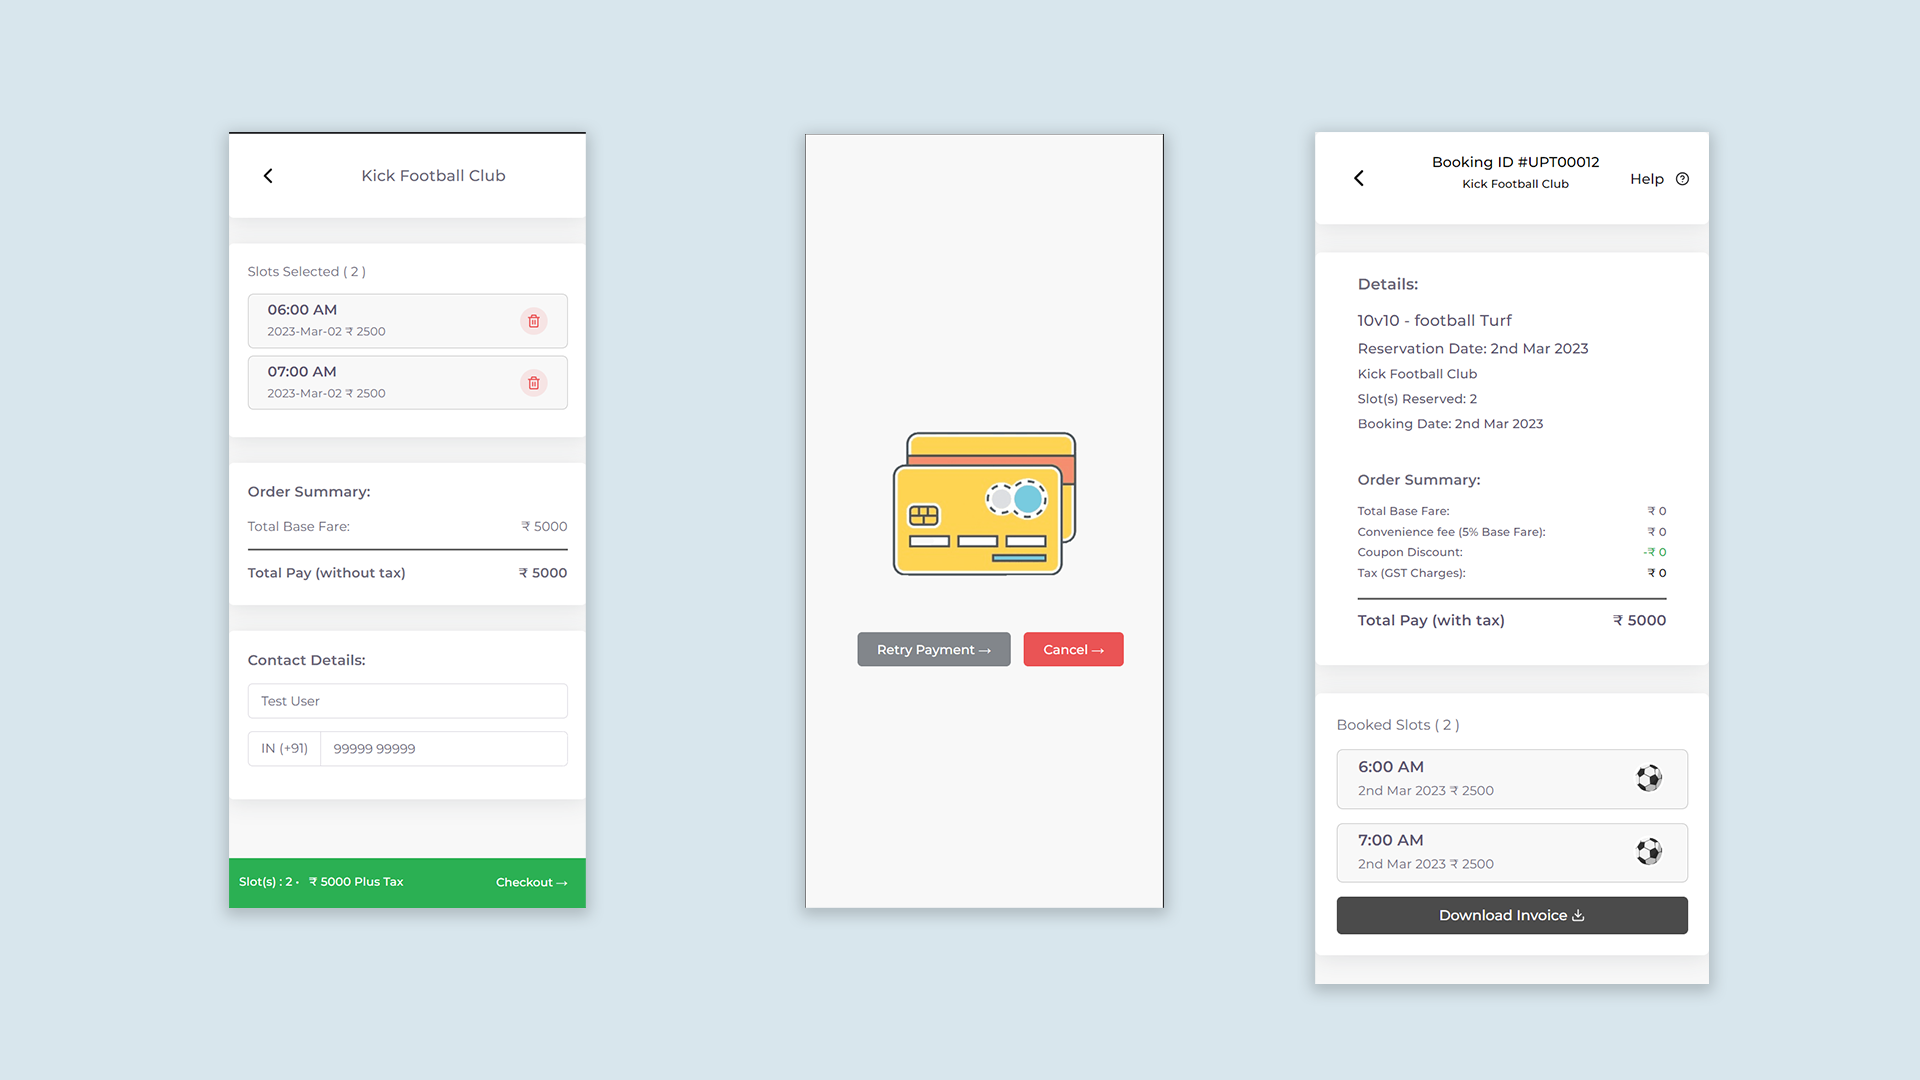 Kick Football Club
Slots Selected ( 2 )
06:00 AM
2023-Mar-02 ₹ 2500
07:00 AM
2023-Mar-02 ₹ 2500
Order Summary:
Total Base Fare: ₹ 5000
Total Pay (without tax) ₹ 5000
Contact Details:
Test User
IN (+91) 99999 99999
Slot(s) : 2 • ₹ 5000 Plus Tax Checkout →
Retry Payment → Cancel →
Booking ID #UPT00012
Kick Football Club
Help
Details:
10v10 - football Turf
Reservation Date: 2nd Mar 2023
Kick Football Club
Slot(s) Reserved: 2
Booking Date: 2nd Mar 2023
Order Summary:
Total Base Fare: ₹ 0
Convenience fee (5% Base Fare): ₹ 0
Coupon Discount: -₹ 0
Tax (GST Charges): ₹ 0
Total Pay (with tax) ₹ 5000
Booked Slots ( 2 )
6:00 AM
2nd Mar 2023 ₹ 2500
7:00 AM
2nd Mar 2023 ₹ 2500
Download Invoice